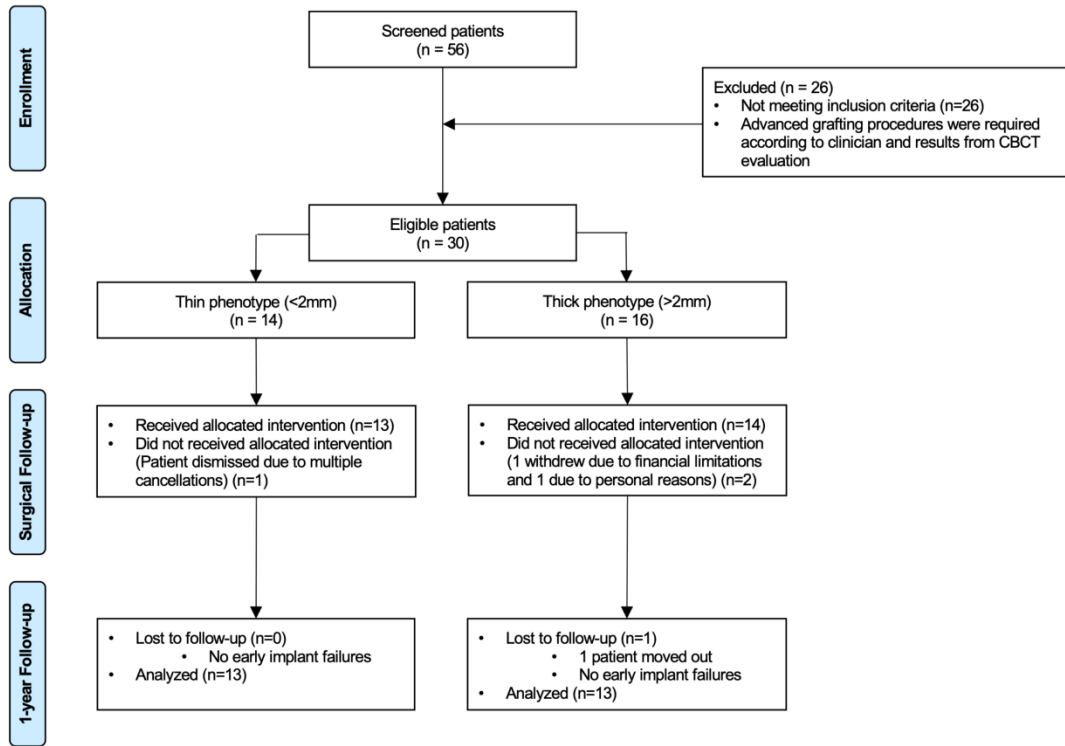 Enrollment
Screened patients
(n = 56)
Excluded (n = 26)
• Not meeting inclusion criteria (n=26)
• Advanced grafting procedures were required
according to clinician and results from CBCT
evaluation
Allocation
Eligible patients
(n = 30)
Thin phenotype (<2mm)
(n = 14)
Thick phenotype (>2mm)
(n = 16)
Surgical Follow-up
• Received allocated intervention (n=13)
• Did not received allocated intervention
(Patient dismissed due to multiple
cancellations) (n=1)
• Received allocated intervention (n=14)
• Did not received allocated intervention
(1 withdrew due to financial limitations
and 1 due to personal reasons) (n=2)
1-year Follow-up
• Lost to follow-up (n=0)
• No early implant failures
• Analyzed (n=13)
• Lost to follow-up (n=1)
• 1 patient moved out
• No early implant failures
• Analyzed (n=13)